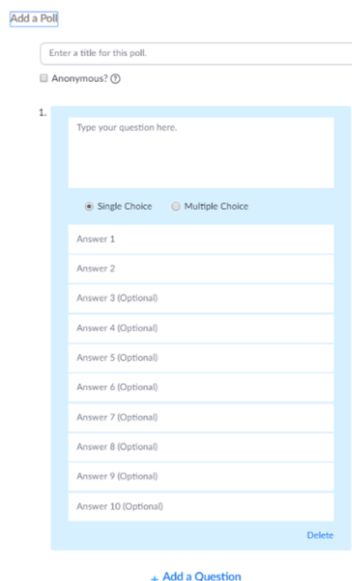 Add a Poll
Enter a title for this poll.
Anonymous? ?
1.
Type your question here.
Single Choice Multiple Choice
Answer 1
Answer 2
Answer 3 (Optional)
Answer 4 (Optional)
Answer 5 (Optional)
Answer 6 (Optional)
Answer 7 (Optional)
Answer 8 (Optional)
Answer 9 (Optional)
Answer 10 (Optional)
Delete
+ Add a Question